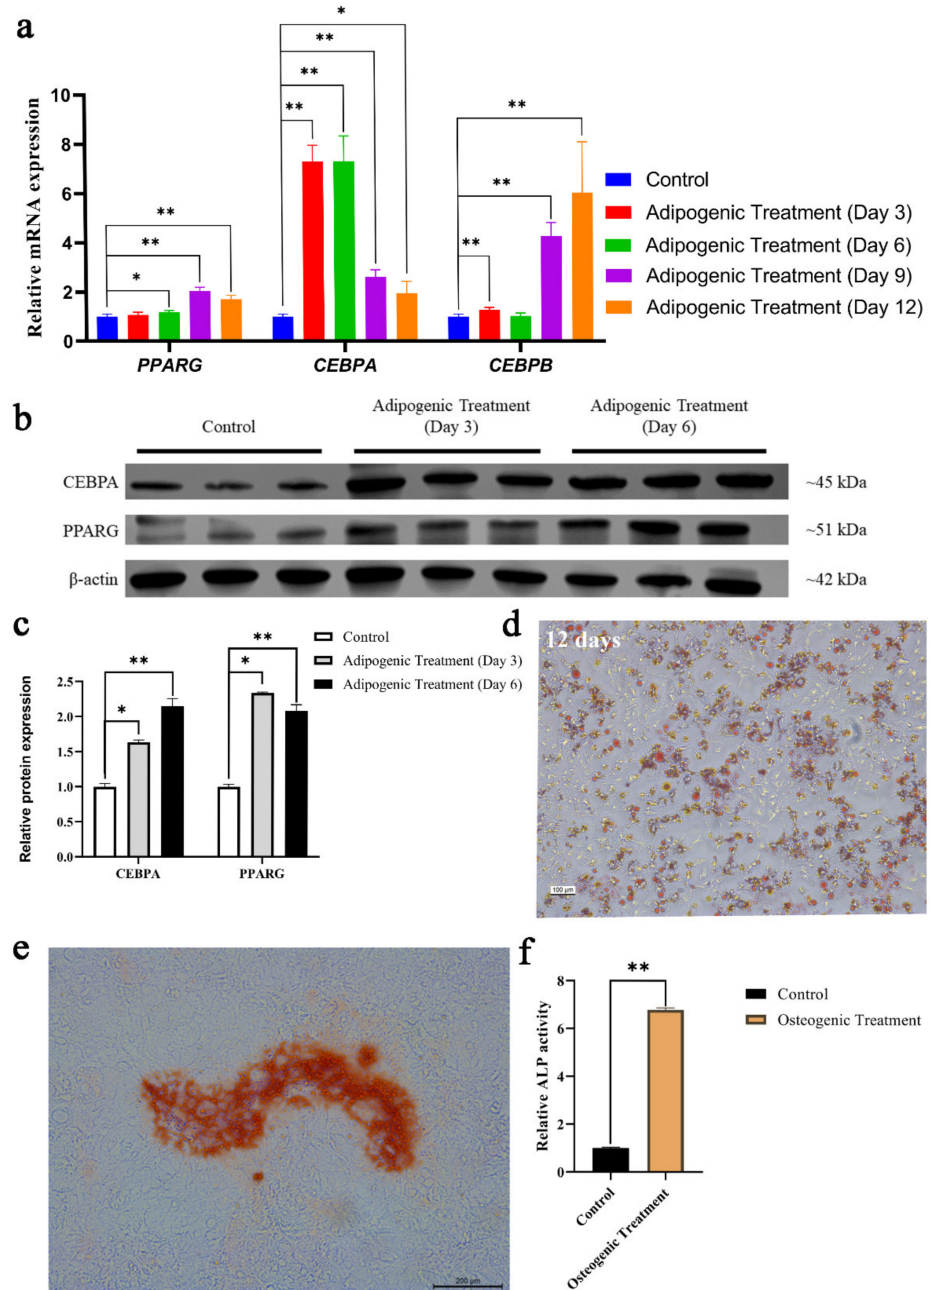 a
*
**
**
**
**
**
*
**
**
**
Relative mRNA expression
10
8
6
4
2
0
PPARG
CEBPA
CEBPB
Control
Adipogenic Treatment (Day 3)
Adipogenic Treatment (Day 6)
Adipogenic Treatment (Day 9)
Adipogenic Treatment (Day 12)
b
Control
Adipogenic Treatment
(Day 3)
Adipogenic Treatment
(Day 6)
CEBPA
~45 kDa
PPARG
~51 kDa
β-actin
~42 kDa
c
Control
Adipogenic Treatment (Day 3)
Adipogenic Treatment (Day 6)
**
*
**
*
Relative protein expression
2.5
2.0
1.5
1.0
0.5
0.0
CEBPA
PPARG
d
12 days
100 μm
e
200 μm
f
**
Relative ALP activity
8
6
4
2
0
Control
Osteogenic Treatment
Control
Osteogenic Treatment